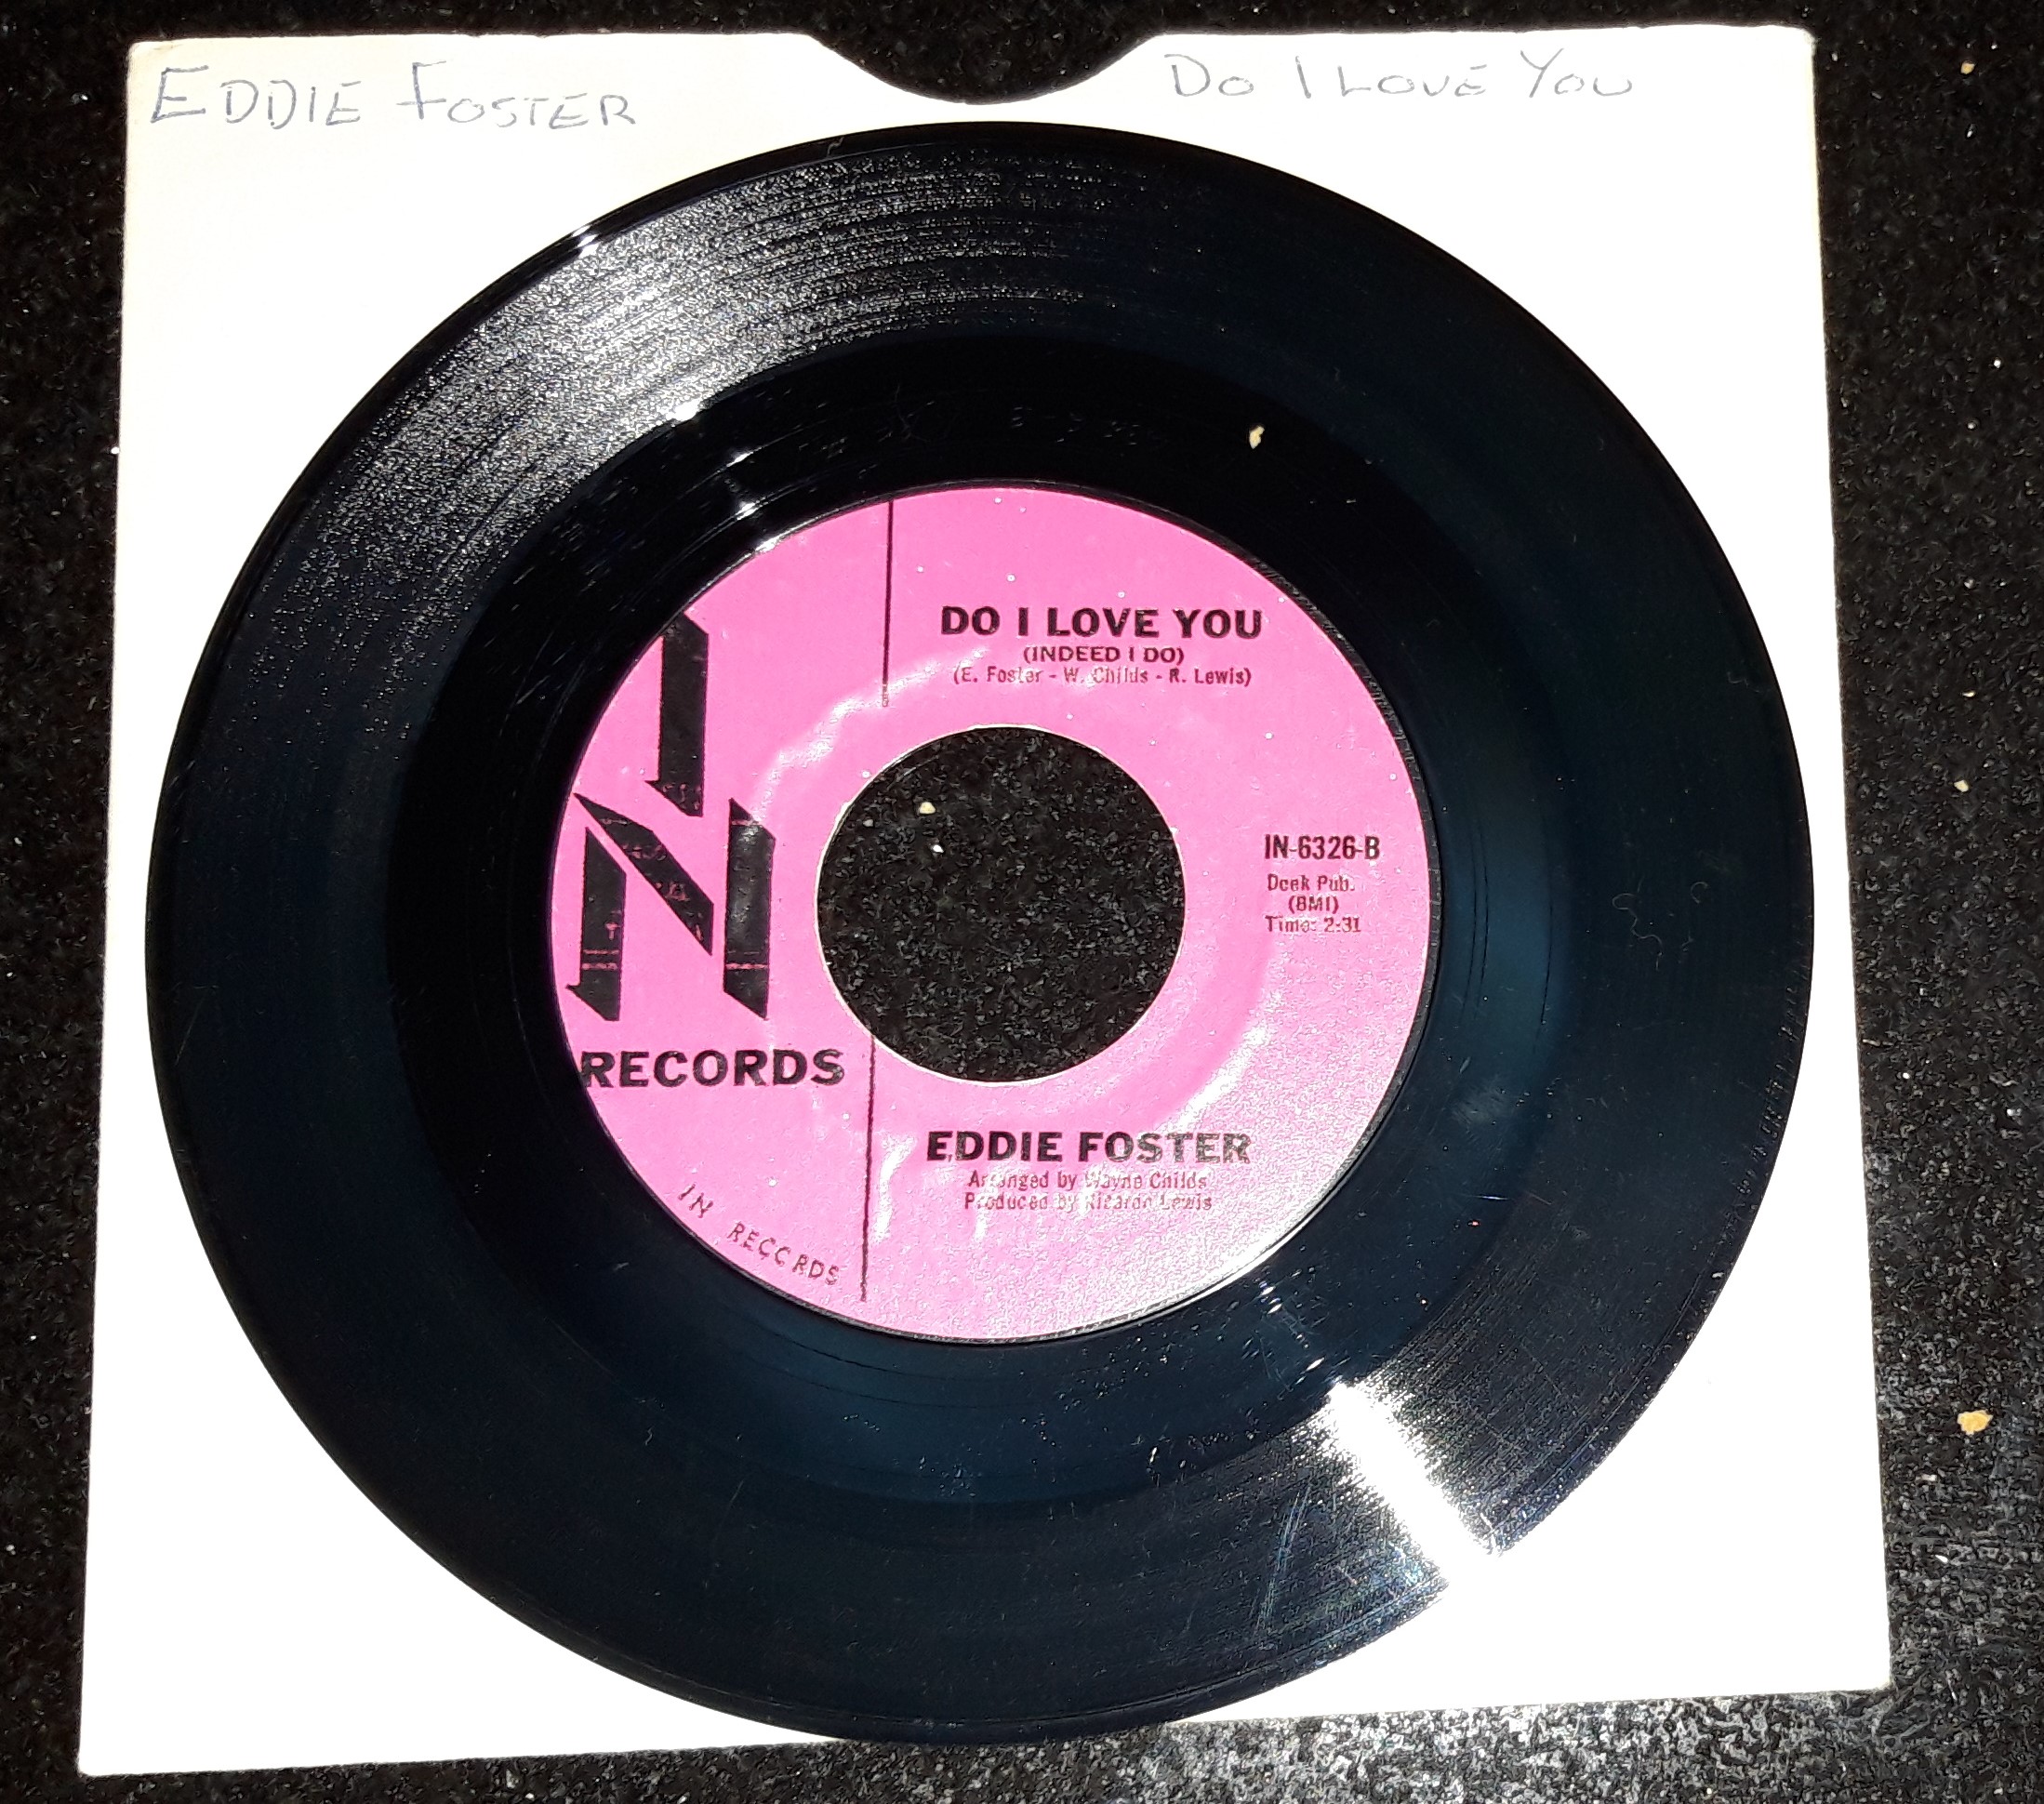 EDDIE FOSTER
DO I LOVE YOU
DO I LOVE YOU
(INDEED I DO)
(E. Foster - W. Childs - R. Lewis)
IN
RECORDS
IN-6326-B
Dcek Pub.
(BMI)
Time: 2:31
EDDIE FOSTER
Arranged by Wayne Childs
Produced by Ricardo Lewis
IN RECORDS